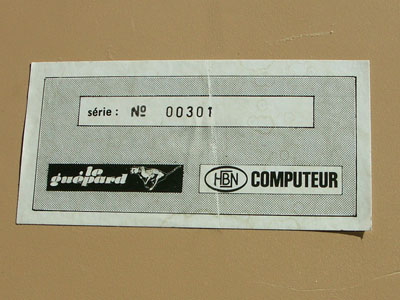 série : Nº 00301
le guépard
HBN COMPUTEUR